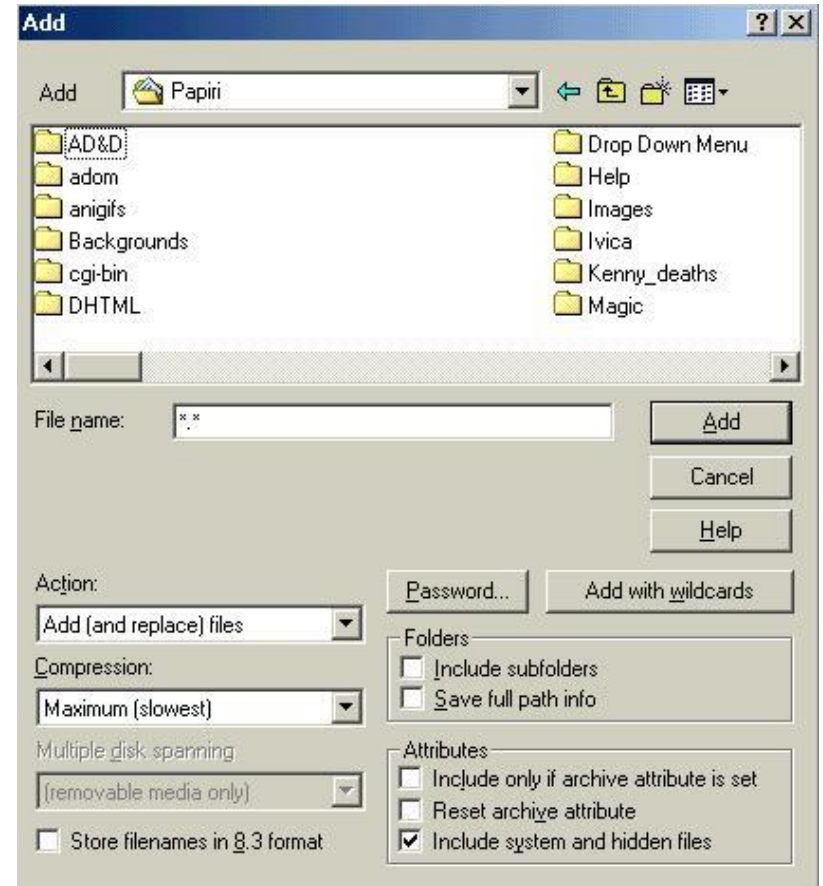 Add
Add Papiri
AD&D
adom
anigifs
Backgrounds
cgi-bin
DHTML
Drop Down Menu
Help
Images
Ivica
Kenny_deaths
Magic
File name: *.*
Add
Cancel
Help
Action:
Add (and replace) files
Compression:
Maximum (slowest)
Multiple disk spanning
(removable media only)
Store filenames in 8.3 format
Password... Add with wildcards
Folders
Include subfolders
Save full path info
Attributes
Include only if archive attribute is set
Reset archive attribute
Include system and hidden files